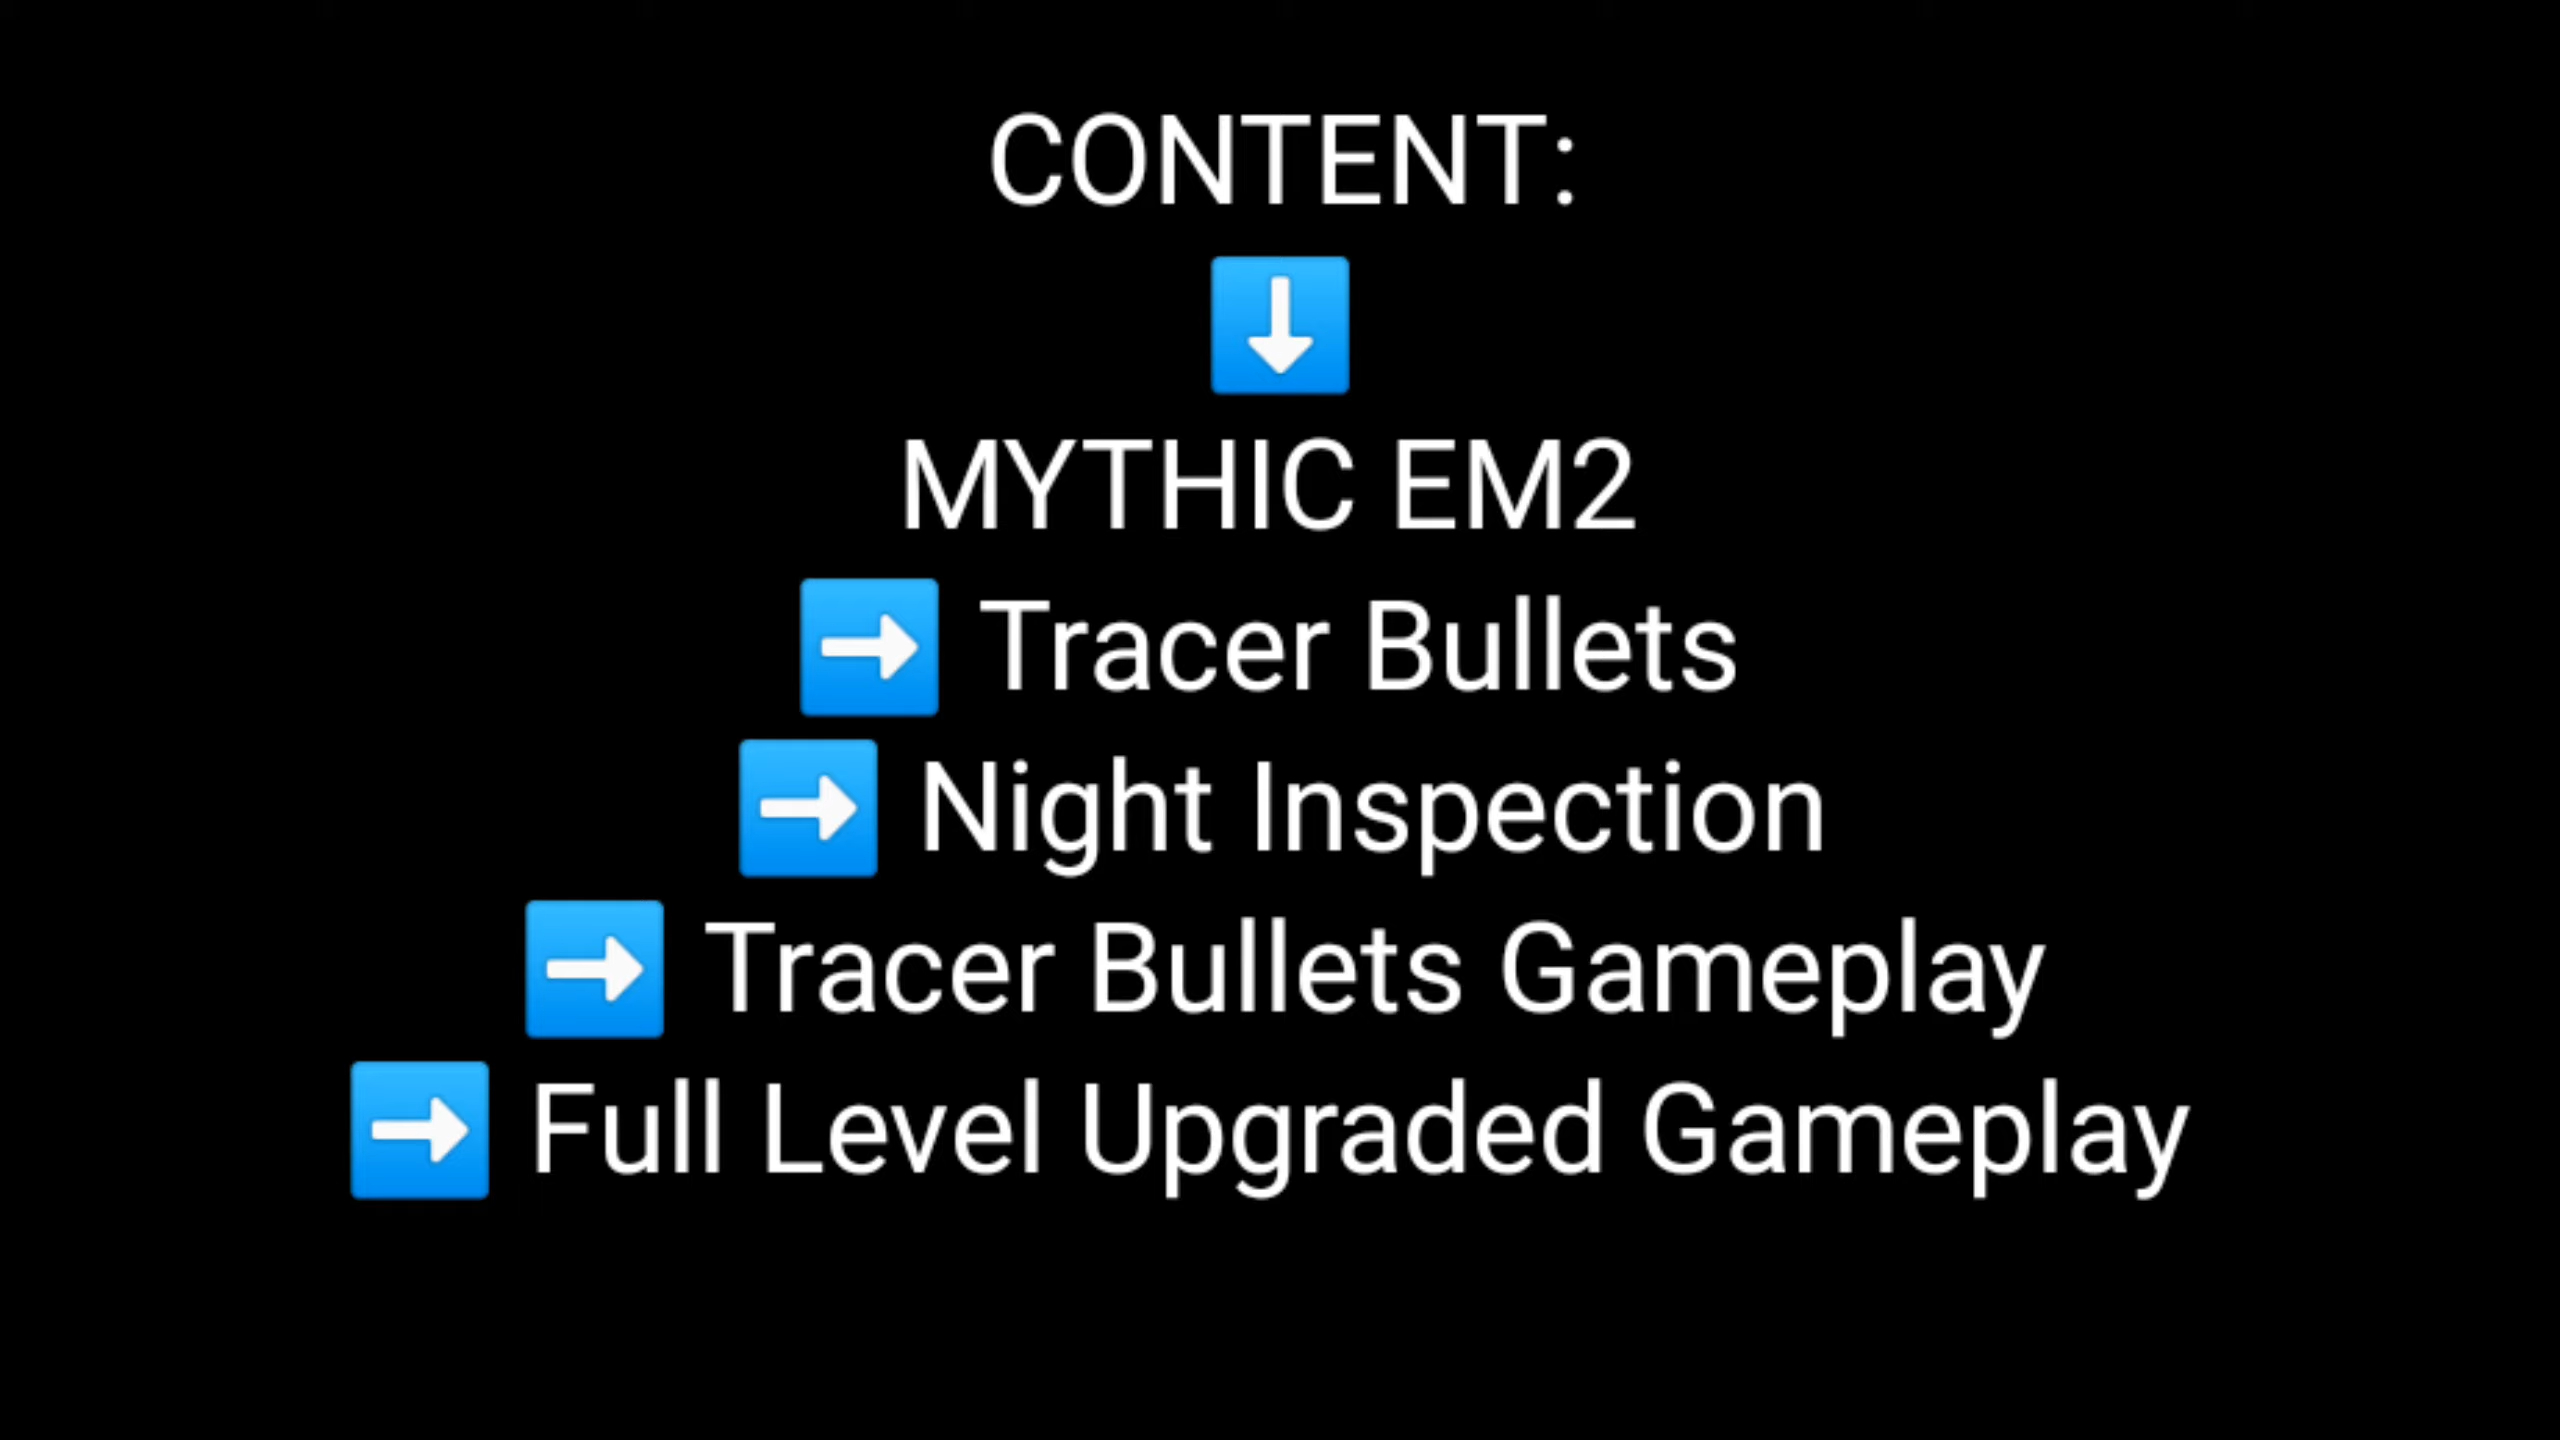 CONTENT:
⬇️
MYTHIC EM2
➡️ Tracer Bullets
➡️ Night Inspection
➡️ Tracer Bullets Gameplay
➡️ Full Level Upgraded Gameplay